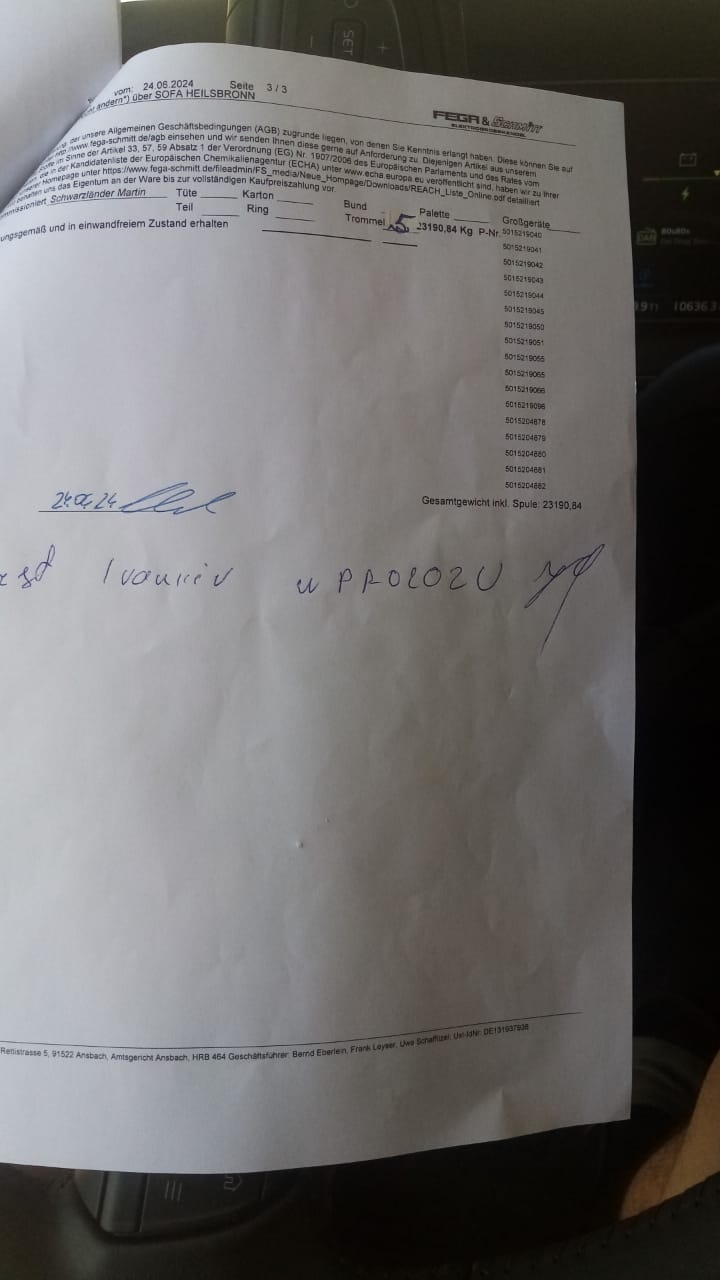 vom: 24.06.2024 Seite 3 / 3
ändern") über SOFA HEILSBRONN
FEGA & Schmitt
ELEKTROGROSSHANDEL
unsere Allgemeinen Geschäftsbedingungen (AGB) zugrunde liegen, von denen Sie Kenntnis erlangt haben. Diese können Sie auf
www.fega-schmitt.de/agb einsehen und wir senden Ihnen diese gerne auf Anforderung zu. Diejenigen Artikel aus unserem
im Sinne der Artikel 33, 57, 59 Absatz 1 der Verordnung (EG) Nr. 1907/2006 des Europäischen Parlaments und des Rates vom
in der Kandidatenliste der Europäischen Chemikalienagentur (ECHA) unter www.echa.europa.eu veröffentlicht sind, haben wir zu Ihrer
Homepage unter https://www.fega-schmitt.de/fileadmin/FS_media/Neue_Hompage/Downloads/REACH_Liste_Online.pdf detailliert
uns das Eigentum an der Ware bis zur vollständigen Kaufpreiszahlung vor.
Schwarzländer Martin Tüte Karton Bund Palette Großgeräte
Teil Ring Trommel 15 23190,84 Kg P-Nr. 5015219040
ungsgemäß und in einwandfreiem Zustand erhalten
5015219041
5015219042
5015219043
5015219044
5015219045
5015219050
5015219051
5015219055
5015219065
5015219066
5015219096
5015204878
5015204879
5015204880
5015204881
5015204882
24.06.24
Gesamtgewicht inkl. Spule: 23190,84
5, 91522 Ansbach, Amtsgericht Ansbach, HRB 464 Geschäftsführer: Bernd Eberlein, Frank Leyser, Uwe Schaffitzel, Ust-IdNr: DE131937936
SET
80s80s
106363